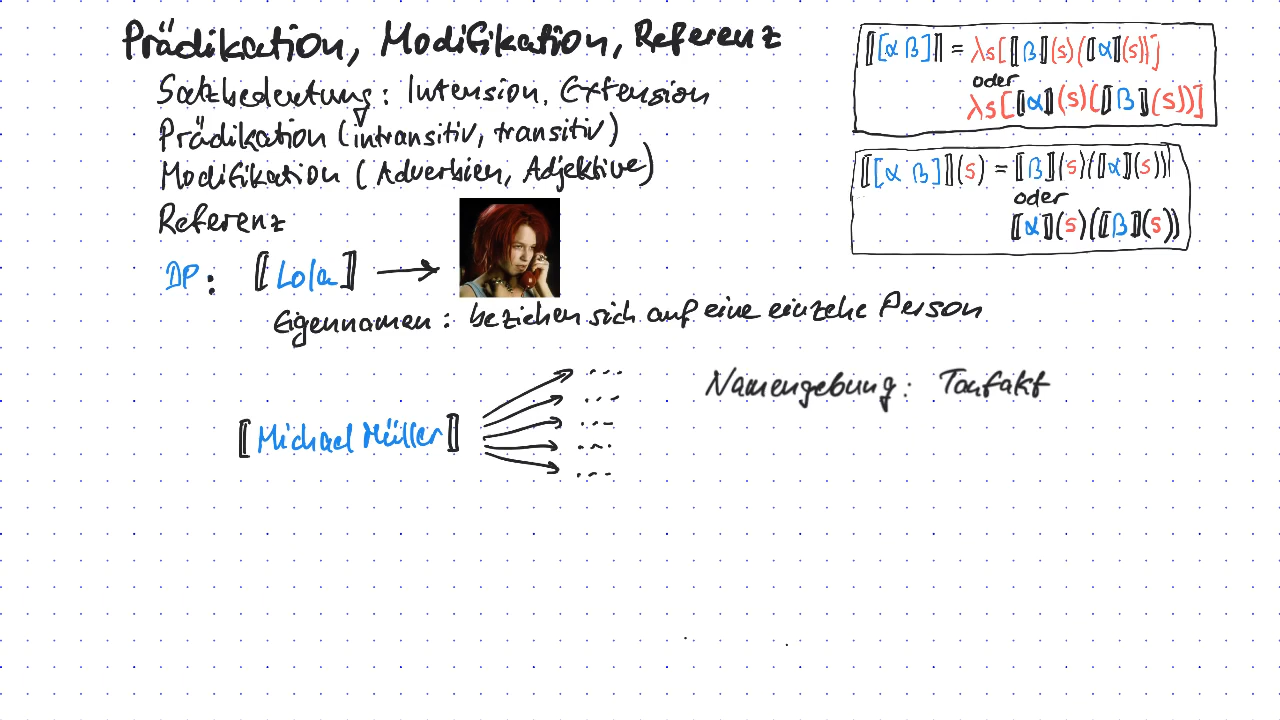 Prädikation, Modifikation, Referenz
Satzbedeutung: Intension, Extension
Prädikation (intransitiv, transitiv)
Modifikation (Adverbien, Adjektive)
Referenz
DP: ⟦Lola⟧ →
Eigennamen: beziehen sich auf eine einzelne Person
⟦Michael Müller⟧
Namengebung: Taufakt
⟦[α β]⟧ = λs[⟦β⟧(s)(⟦α⟧(s))]
oder
λs[⟦α⟧(s)(⟦β⟧(s))]
⟦[α β]⟧(s) = ⟦β⟧(s)(⟦α⟧(s))
oder
⟦α⟧(s)(⟦β⟧(s))